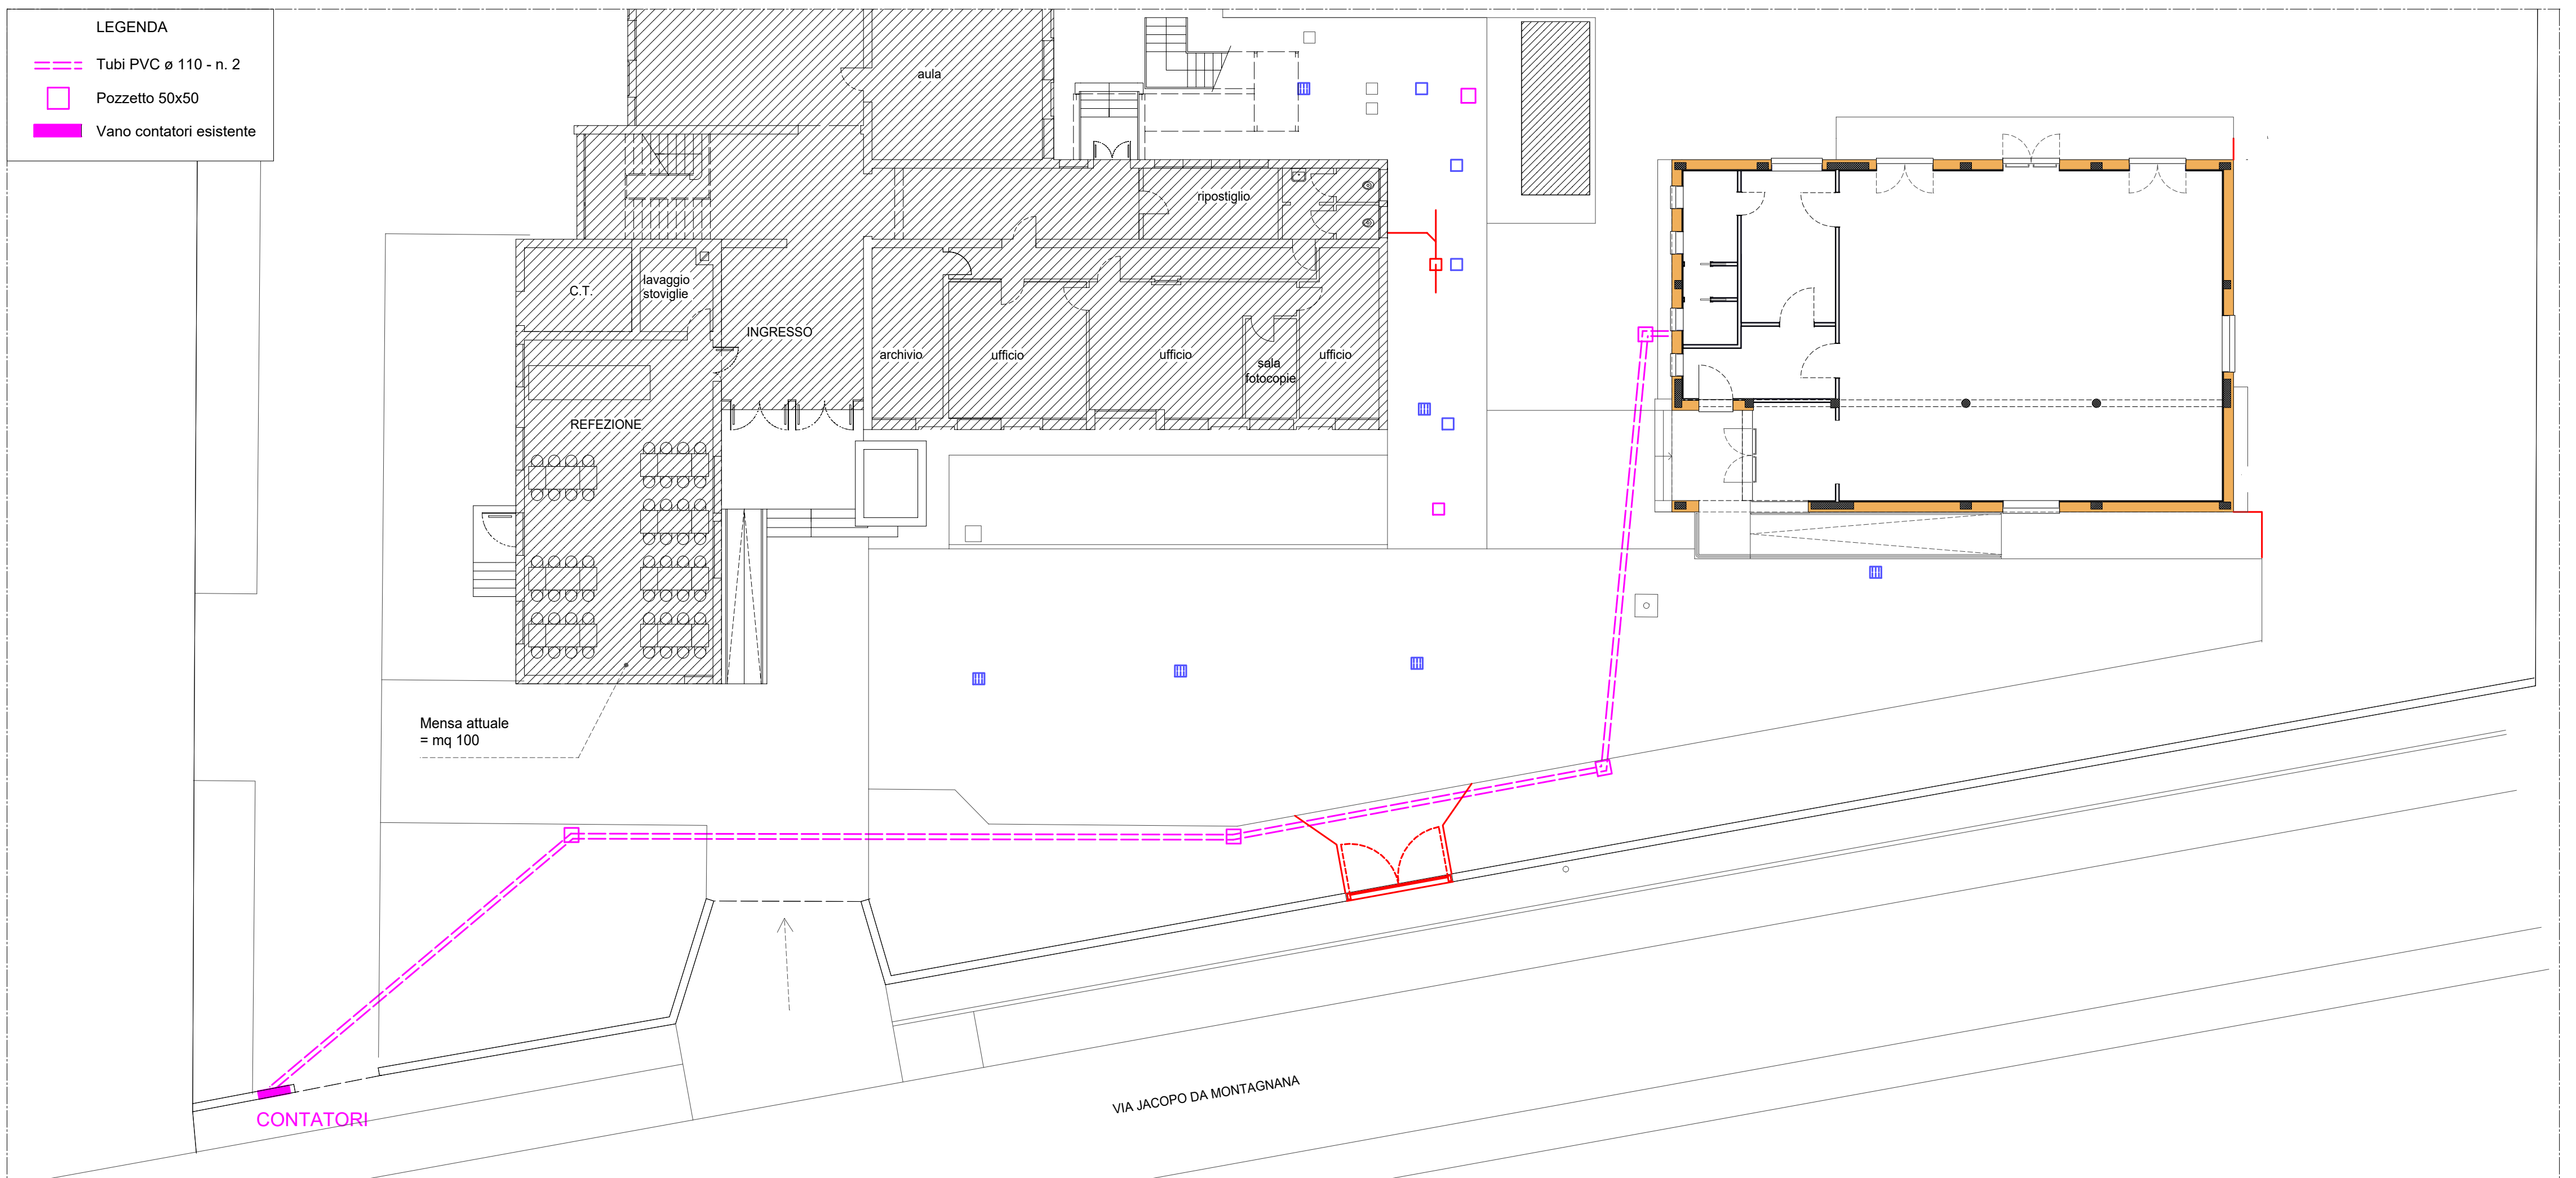 LEGENDA
Tubi PVC ø 110 - n. 2
Pozzetto 50x50
Vano contatori esistente
aula
ripostiglio
C.T.
lavaggio
stoviglie
INGRESSO
archivio
ufficio
ufficio
sala
fotocopie
ufficio
REFEZIONE
Mensa attuale
= mq 100
CONTATORI
VIA JACOPO DA MONTAGNANA